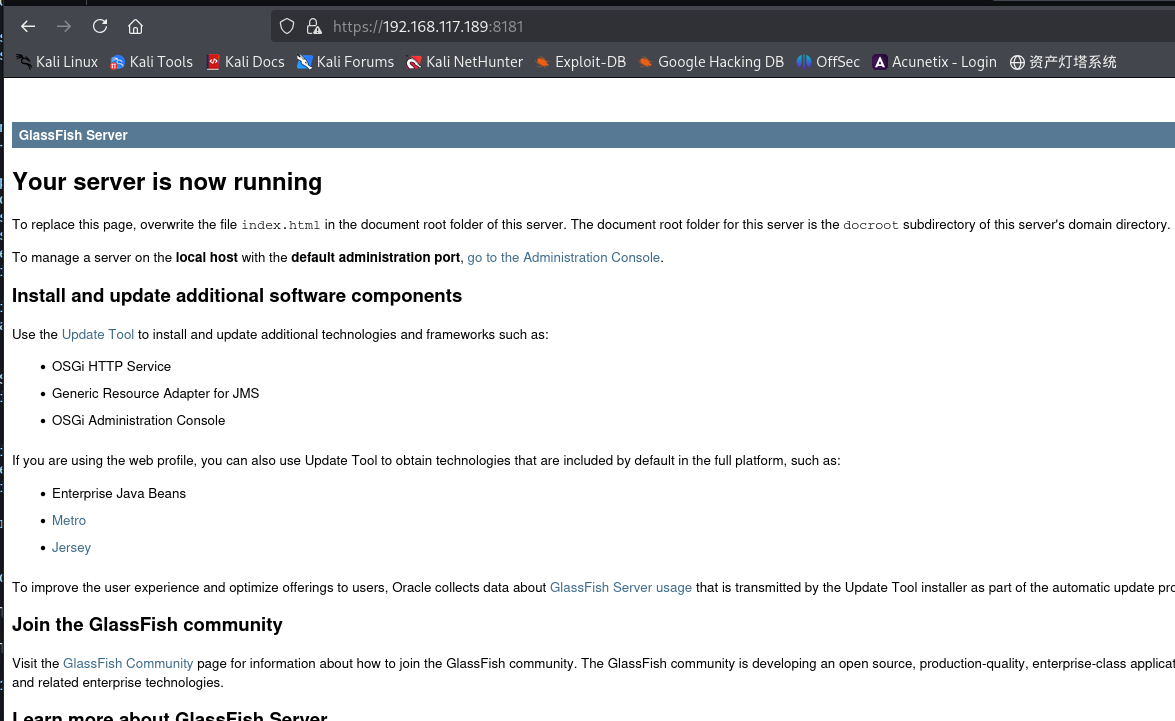 https://192.168.117.189:8181
Kali Linux Kali Tools Kali Docs Kali Forums Kali NetHunter Exploit-DB Google Hacking DB OffSec Acunetix - Login 资产灯塔系统
GlassFish Server
Your server is now running
To replace this page, overwrite the file index.html in the document root folder of this server. The document root folder for this server is the docroot subdirectory of this server's domain directory.
To manage a server on the local host with the default administration port, go to the Administration Console.
Install and update additional software components
Use the Update Tool to install and update additional technologies and frameworks such as:
• OSGi HTTP Service
• Generic Resource Adapter for JMS
• OSGi Administration Console
If you are using the web profile, you can also use Update Tool to obtain technologies that are included by default in the full platform, such as:
• Enterprise Java Beans
• Metro
• Jersey
To improve the user experience and optimize offerings to users, Oracle collects data about GlassFish Server usage that is transmitted by the Update Tool installer as part of the automatic update
Join the GlassFish community
Visit the GlassFish Community page for information about how to join the GlassFish community. The GlassFish community is developing an open source, production-quality, enterprise-class
and related enterprise technologies.
Learn more about GlassFish Server